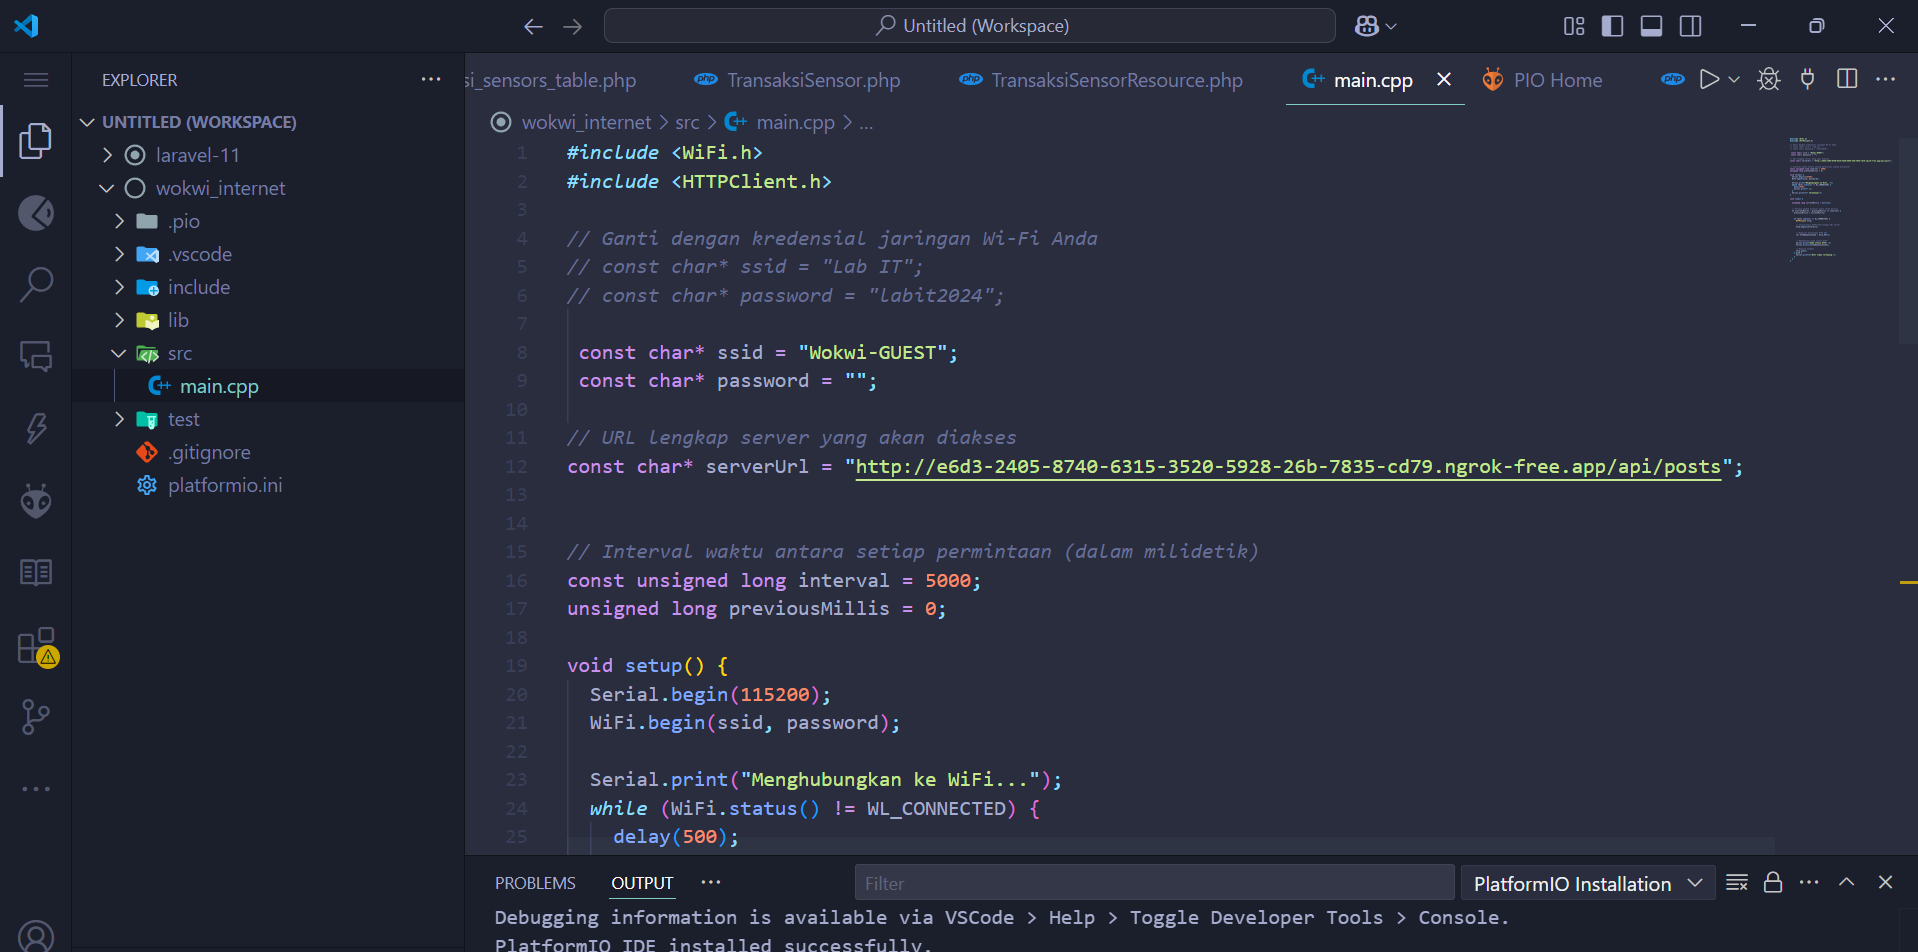 Untitled (Workspace)
EXPLORER
UNTITLED (WORKSPACE)
laravel-11
wokwi_internet
.pio
.vscode
include
lib
src
main.cpp
test
.gitignore
platformio.ini
si_sensors_table.php
TransaksiSensor.php
TransaksiSensorResource.php
main.cpp
PIO Home
wokwi_internet > src > main.cpp > ...
1 #include <WiFi.h>
2 #include <HTTPClient.h>
3
4 // Ganti dengan kredensial jaringan Wi-Fi Anda
5 // const char* ssid = "Lab IT";
6 // const char* password = "labit2024";
7
8 const char* ssid = "Wokwi-GUEST";
9 const char* password = "";
10
11 // URL lengkap server yang akan diakses
12 const char* serverUrl = "http://e6d3-2405-8740-6315-3520-5928-26b-7835-cd79.ngrok-free.app/api/posts";
13
14
15 // Interval waktu antara setiap permintaan (dalam milidetik)
16 const unsigned long interval = 5000;
17 unsigned long previousMillis = 0;
18
19 void setup() {
20 Serial.begin(115200);
21 WiFi.begin(ssid, password);
22
23 Serial.print("Menghubungkan ke WiFi...");
24 while (WiFi.status() != WL_CONNECTED) {
25 delay(500);
PROBLEMS
OUTPUT
Filter
PlatformIO Installation
Debugging information is available via VSCode > Help > Toggle Developer Tools > Console.
PlatformIO IDE installed successfully.